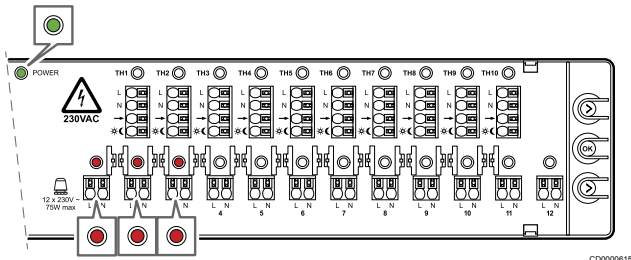 POWER
TH1 TH2 TH3 TH4 TH5 TH6 TH7 TH8 TH9 TH10
L L L L L L L L L L
N N N N N N N N N N
230VAC
OK
12 x 230V ~
75W max
L N L N L N L N L N L N L N L N L N L N L N L N
4 5 6 7 8 9 10 11 12
CD0000615